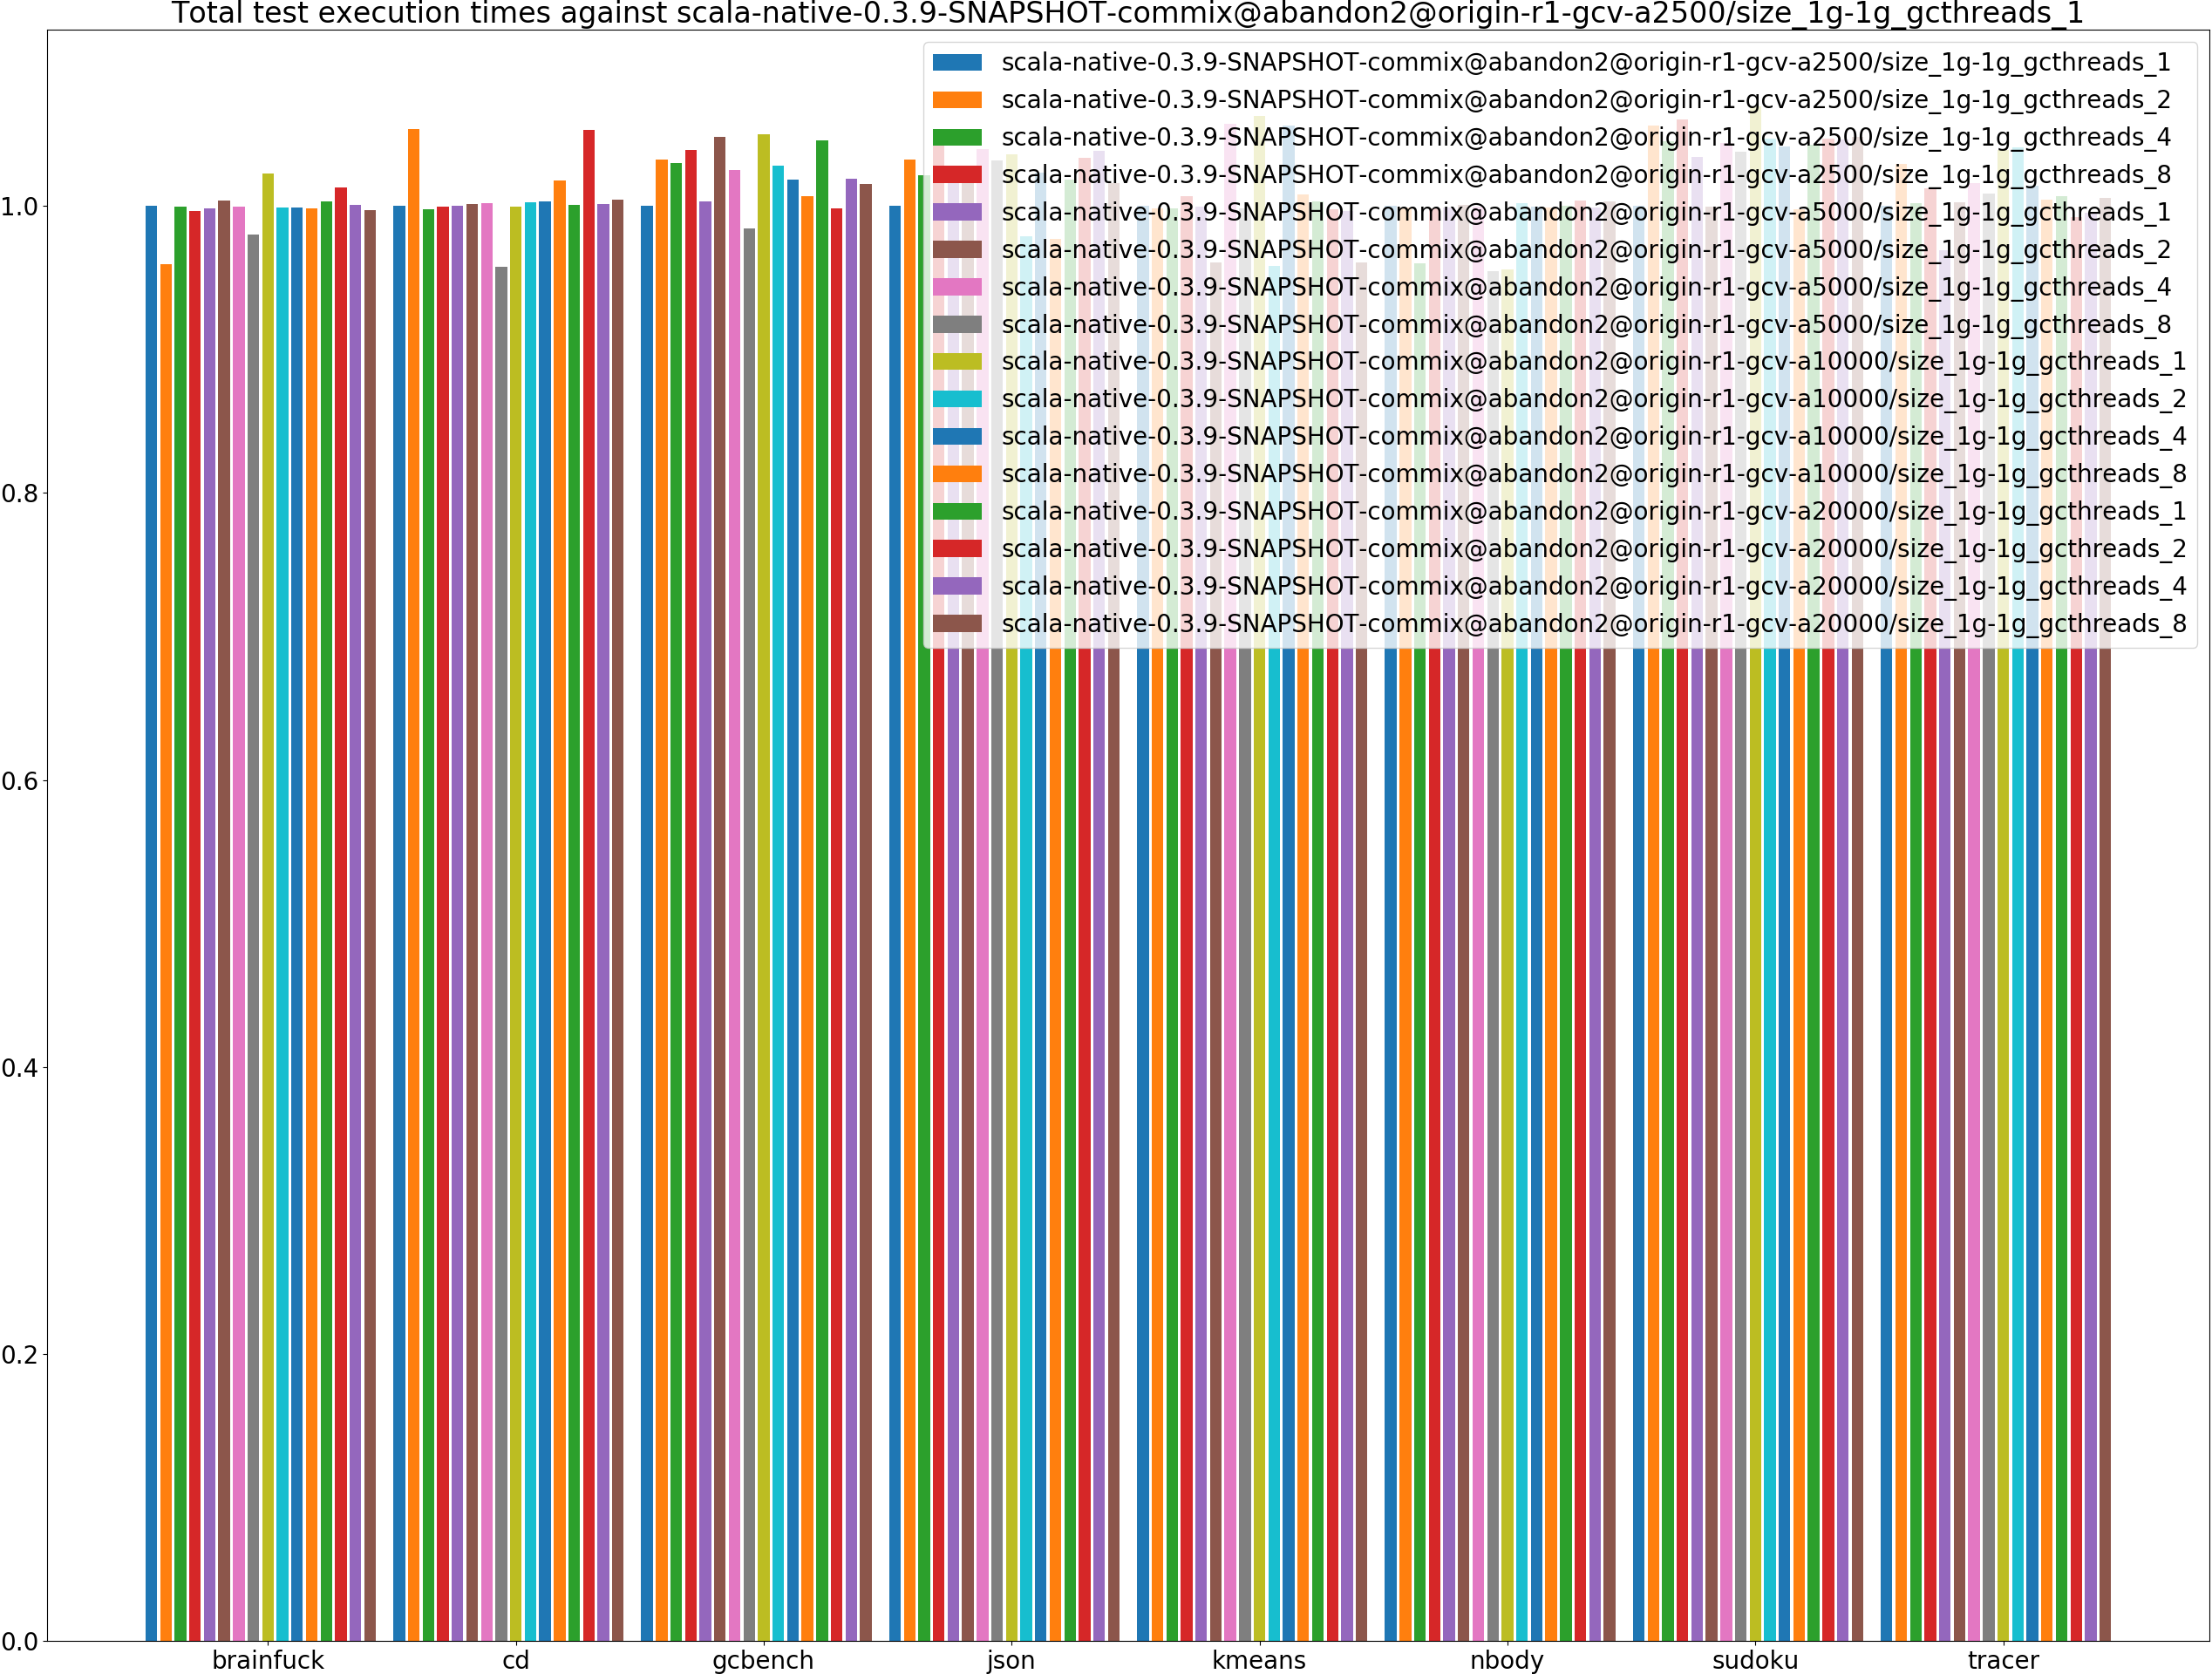 Total test execution times against scala-native-0.3.9-SNAPSHOT-commix@abandon2@origin-r1-gcv-a2500/size_1g-1g_gcthreads_1
scala-native-0.3.9-SNAPSHOT-commix@abandon2@origin-r1-gcv-a2500/size_1g-1g_gcthreads_1
scala-native-0.3.9-SNAPSHOT-commix@abandon2@origin-r1-gcv-a2500/size_1g-1g_gcthreads_2
scala-native-0.3.9-SNAPSHOT-commix@abandon2@origin-r1-gcv-a2500/size_1g-1g_gcthreads_4
scala-native-0.3.9-SNAPSHOT-commix@abandon2@origin-r1-gcv-a2500/size_1g-1g_gcthreads_8
scala-native-0.3.9-SNAPSHOT-commix@abandon2@origin-r1-gcv-a5000/size_1g-1g_gcthreads_1
scala-native-0.3.9-SNAPSHOT-commix@abandon2@origin-r1-gcv-a5000/size_1g-1g_gcthreads_2
scala-native-0.3.9-SNAPSHOT-commix@abandon2@origin-r1-gcv-a5000/size_1g-1g_gcthreads_4
scala-native-0.3.9-SNAPSHOT-commix@abandon2@origin-r1-gcv-a5000/size_1g-1g_gcthreads_8
scala-native-0.3.9-SNAPSHOT-commix@abandon2@origin-r1-gcv-a10000/size_1g-1g_gcthreads_1
scala-native-0.3.9-SNAPSHOT-commix@abandon2@origin-r1-gcv-a10000/size_1g-1g_gcthreads_2
scala-native-0.3.9-SNAPSHOT-commix@abandon2@origin-r1-gcv-a10000/size_1g-1g_gcthreads_4
scala-native-0.3.9-SNAPSHOT-commix@abandon2@origin-r1-gcv-a10000/size_1g-1g_gcthreads_8
scala-native-0.3.9-SNAPSHOT-commix@abandon2@origin-r1-gcv-a20000/size_1g-1g_gcthreads_1
scala-native-0.3.9-SNAPSHOT-commix@abandon2@origin-r1-gcv-a20000/size_1g-1g_gcthreads_2
scala-native-0.3.9-SNAPSHOT-commix@abandon2@origin-r1-gcv-a20000/size_1g-1g_gcthreads_4
scala-native-0.3.9-SNAPSHOT-commix@abandon2@origin-r1-gcv-a20000/size_1g-1g_gcthreads_8
1.0
0.8
0.6
0.4
0.2
0.0
brainfuck cd gcbench json kmeans nbody sudoku tracer